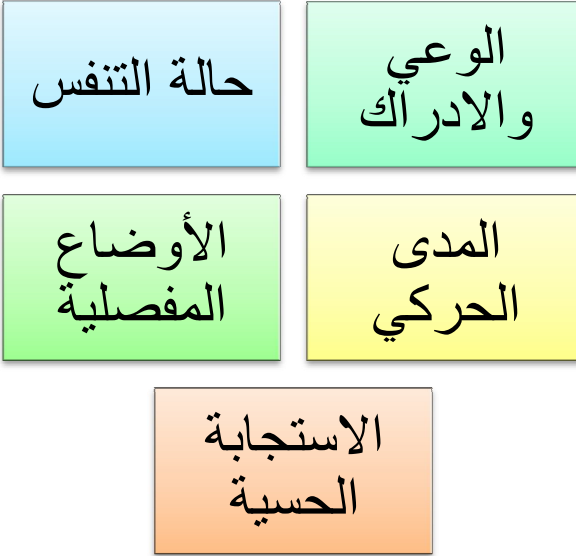 الوعي
والادراك
حالة التنفس
المدى
الحركي
الأوضاع
المفصلية
الاستجابة
الحسية